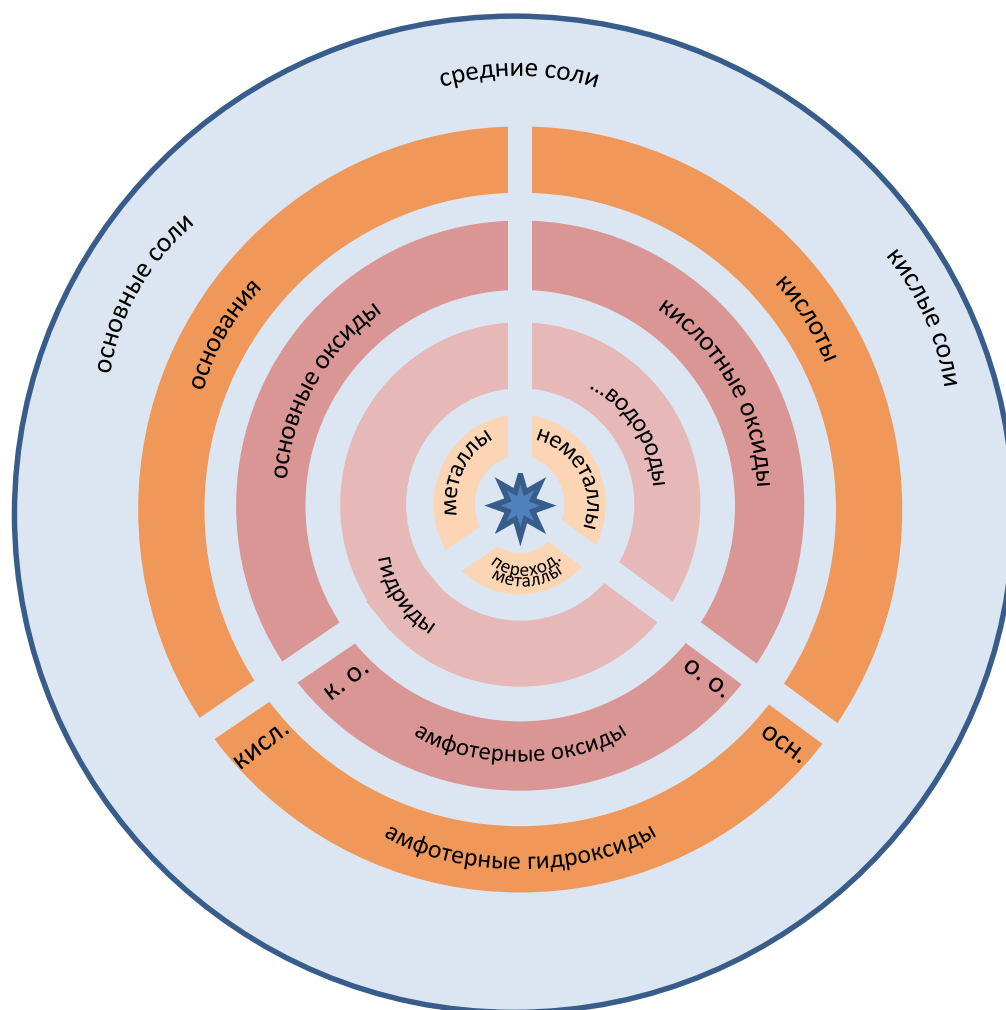 средние соли
основные соли
кислые соли
основания
кислоты
основные оксиды
кислотные оксиды
...водороды
металлы
неметаллы
переход.
металлы
гидриды
к. о.
о. о.
амфотерные оксиды
кисл.
осн.
амфотерные гидроксиды